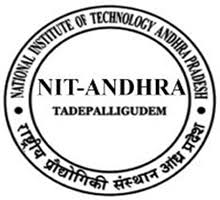 NATIONAL INSTITUTE OF TECHNOLOGY ANDHRA PRADESH
NIT-ANDHRA
TADEPALLIGUDEM
राष्ट्रीय प्रौद्योगिकी संस्थान आंध्र प्रदेश